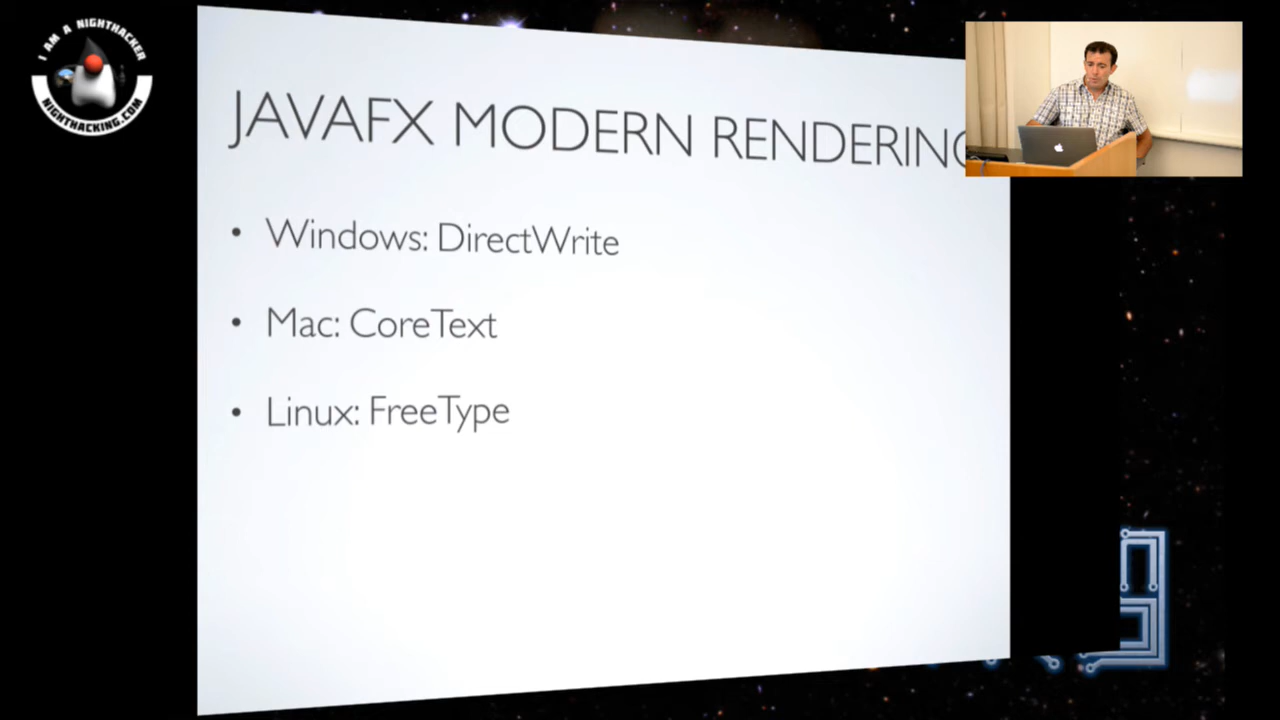 I AM A NIGHTHACKER
NIGHTHACKING.COM
JAVAFX MODERN RENDERING
• Windows: DirectWrite
• Mac: CoreText
• Linux: FreeType